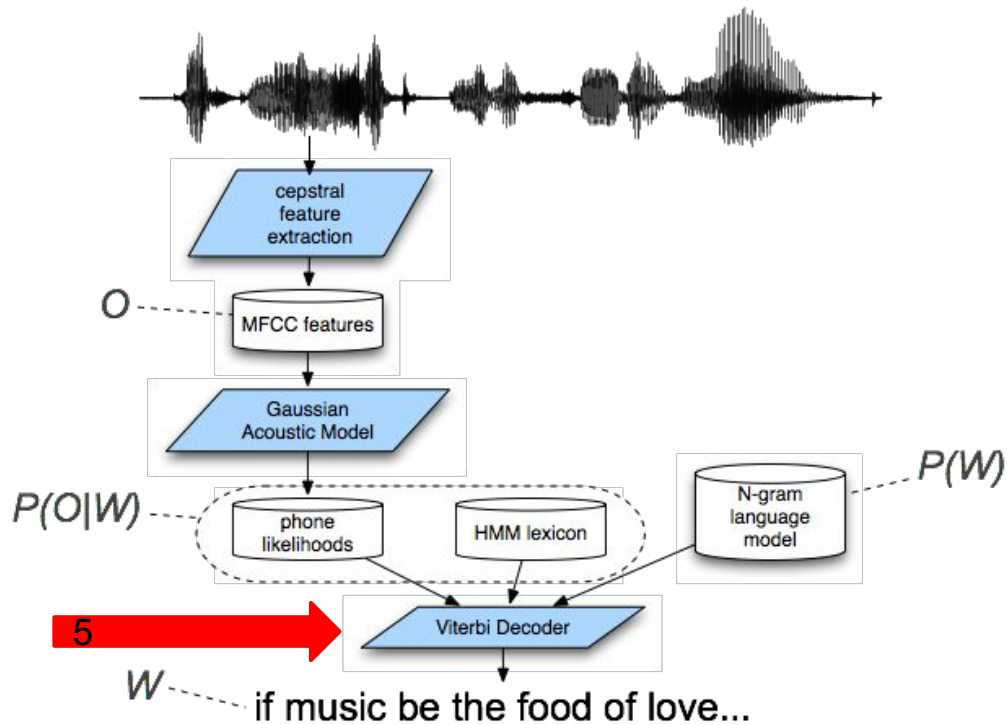 cepstral
feature
extraction
O
MFCC features
Gaussian
Acoustic Model
P(W)
P(O|W)
phone
likelihoods
HMM lexicon
N-gram
language
model
5
Viterbi Decoder
W
if music be the food of love...